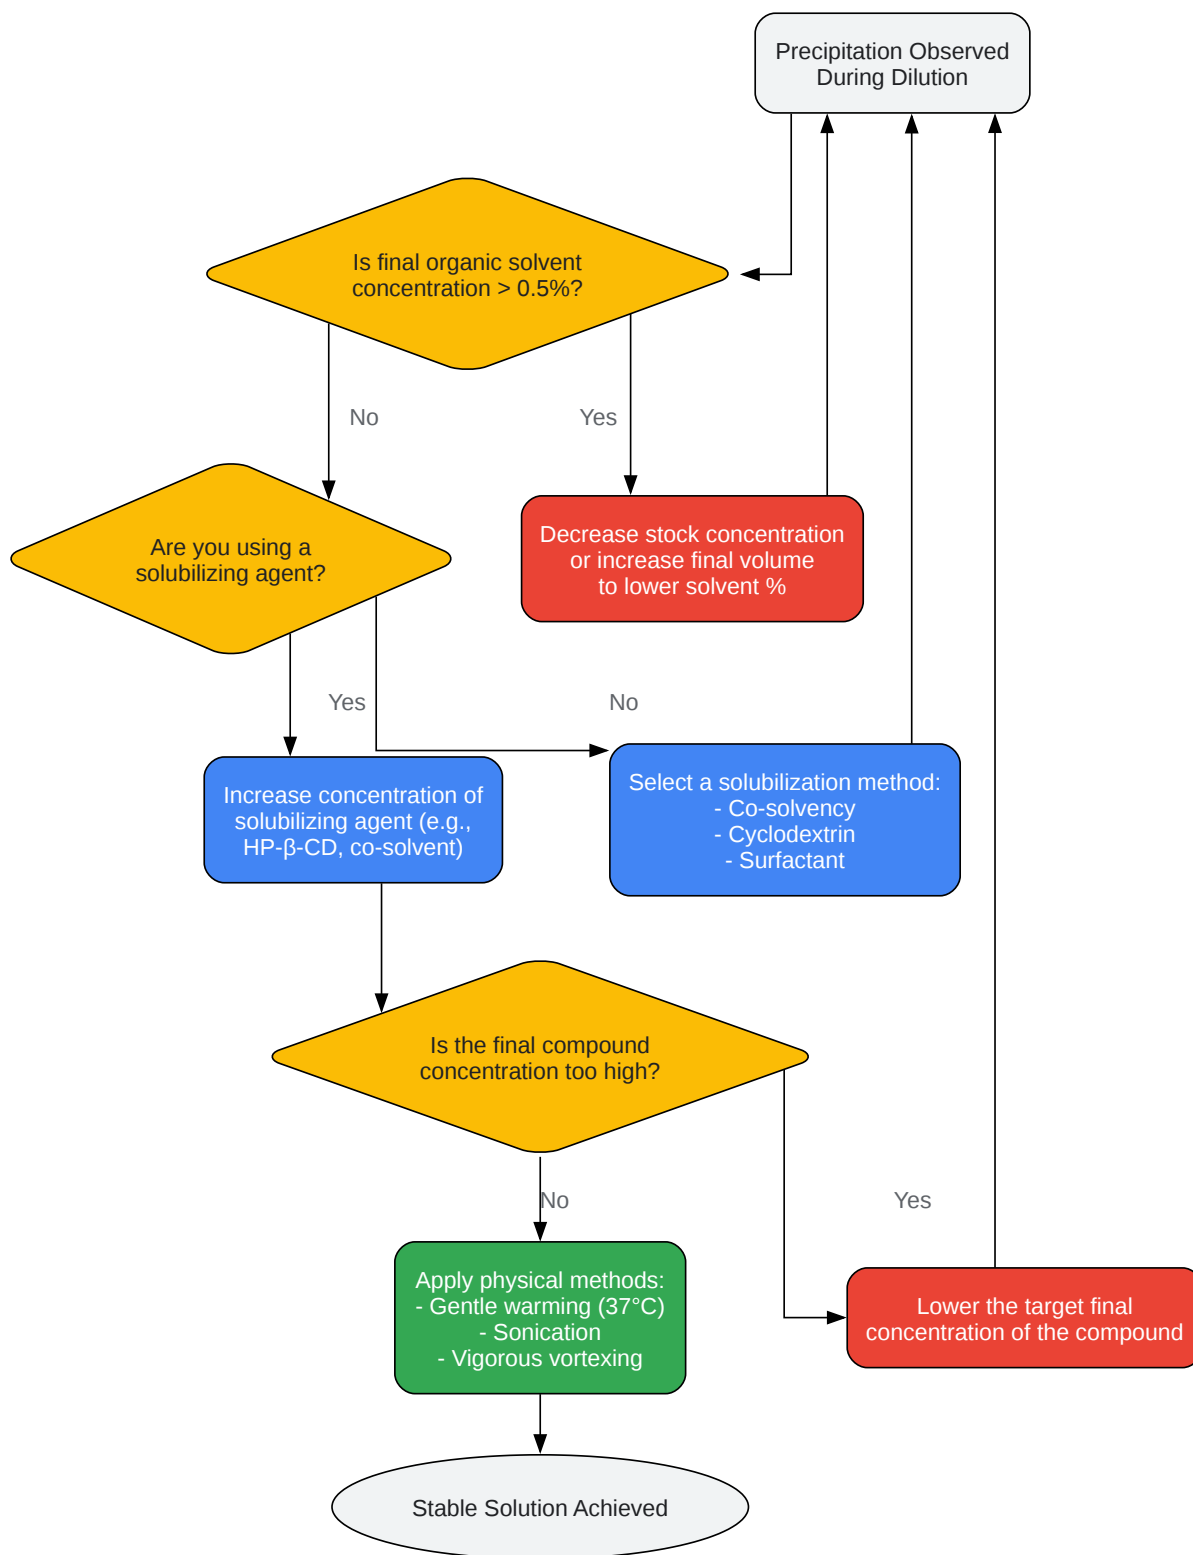 Precipitation Observed
During Dilution
Is final organic solvent
concentration > 0.5%?
No
Yes
Decrease stock concentration
or increase final volume
to lower solvent %
Are you using a
solubilizing agent?
Yes
No
Increase concentration of
solubilizing agent (e.g.,
HP-β-CD, co-solvent)
Select a solubilization method:
- Co-solvency
- Cyclodextrin
- Surfactant
Is the final compound
concentration too high?
No
Yes
Apply physical methods:
- Gentle warming (37°C)
- Sonication
- Vigorous vortexing
Lower the target final
concentration of the compound
Stable Solution Achieved